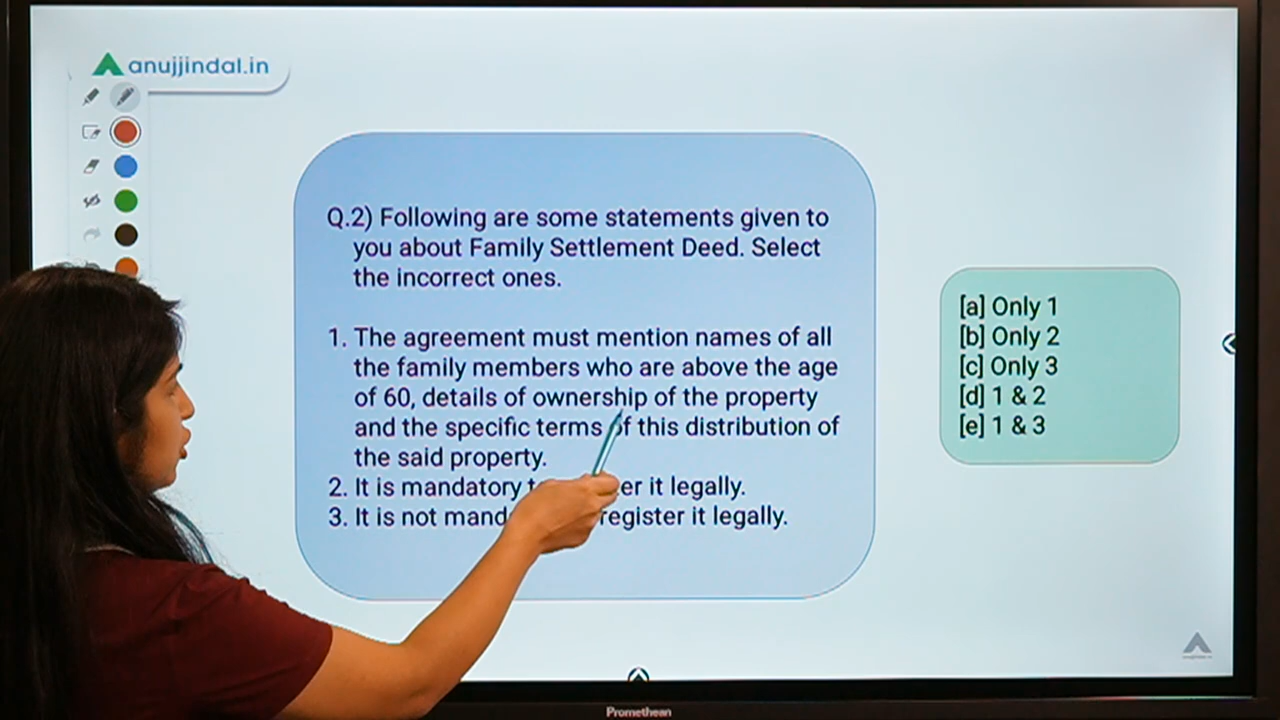 anujjindal.in
Q.2) Following are some statements given to
you about Family Settlement Deed. Select
the incorrect ones.
1. The agreement must mention names of all
the family members who are above the age
of 60, details of ownership of the property
and the specific terms of this distribution of
the said property.
2. It is mandatory it legally.
3. It is not register it legally.
[a] Only 1
[b] Only 2
[c] Only 3
[d] 1 & 2
[e] 1 & 3
Promethean